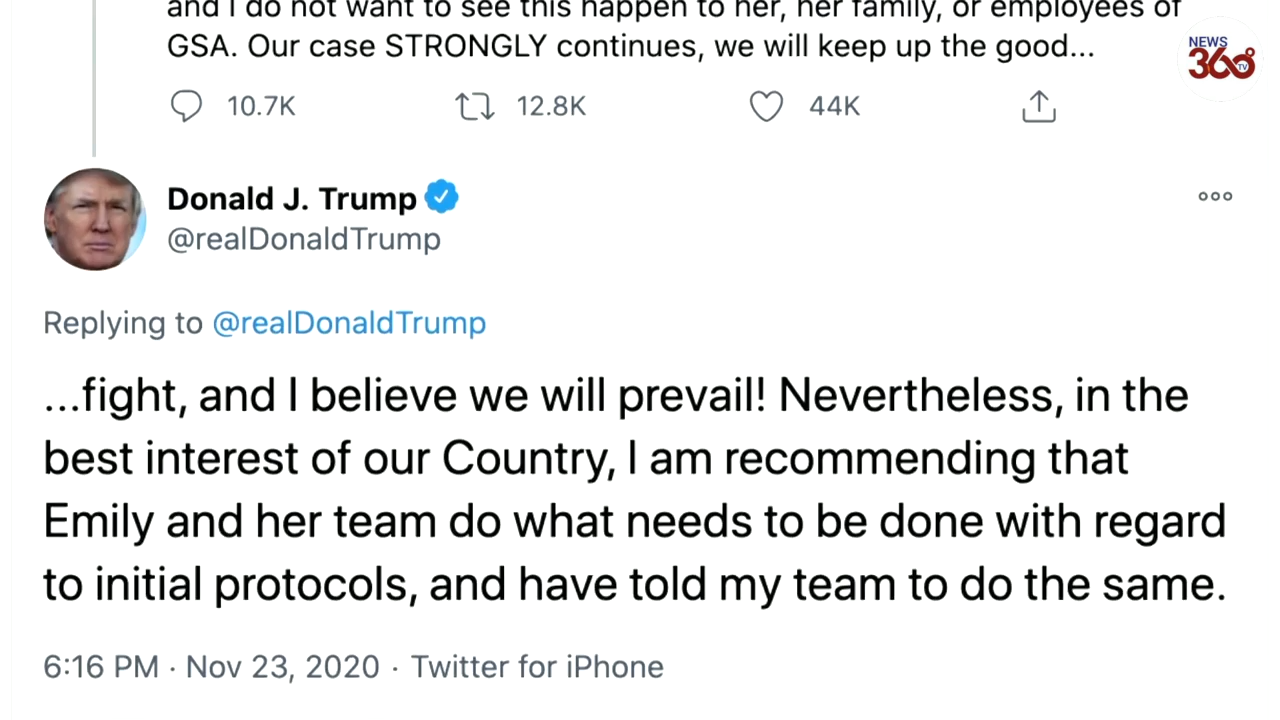 and I do not want to see this happen to her, her family, or employees of
GSA. Our case STRONGLY continues, we will keep up the good...
10.7K 12.8K 44K
NEWS
360
TV
Donald J. Trump
@realDonaldTrump
Replying to @realDonaldTrump
...fight, and I believe we will prevail! Nevertheless, in the
best interest of our Country, I am recommending that
Emily and her team do what needs to be done with regard
to initial protocols, and have told my team to do the same.
6:16 PM · Nov 23, 2020 · Twitter for iPhone